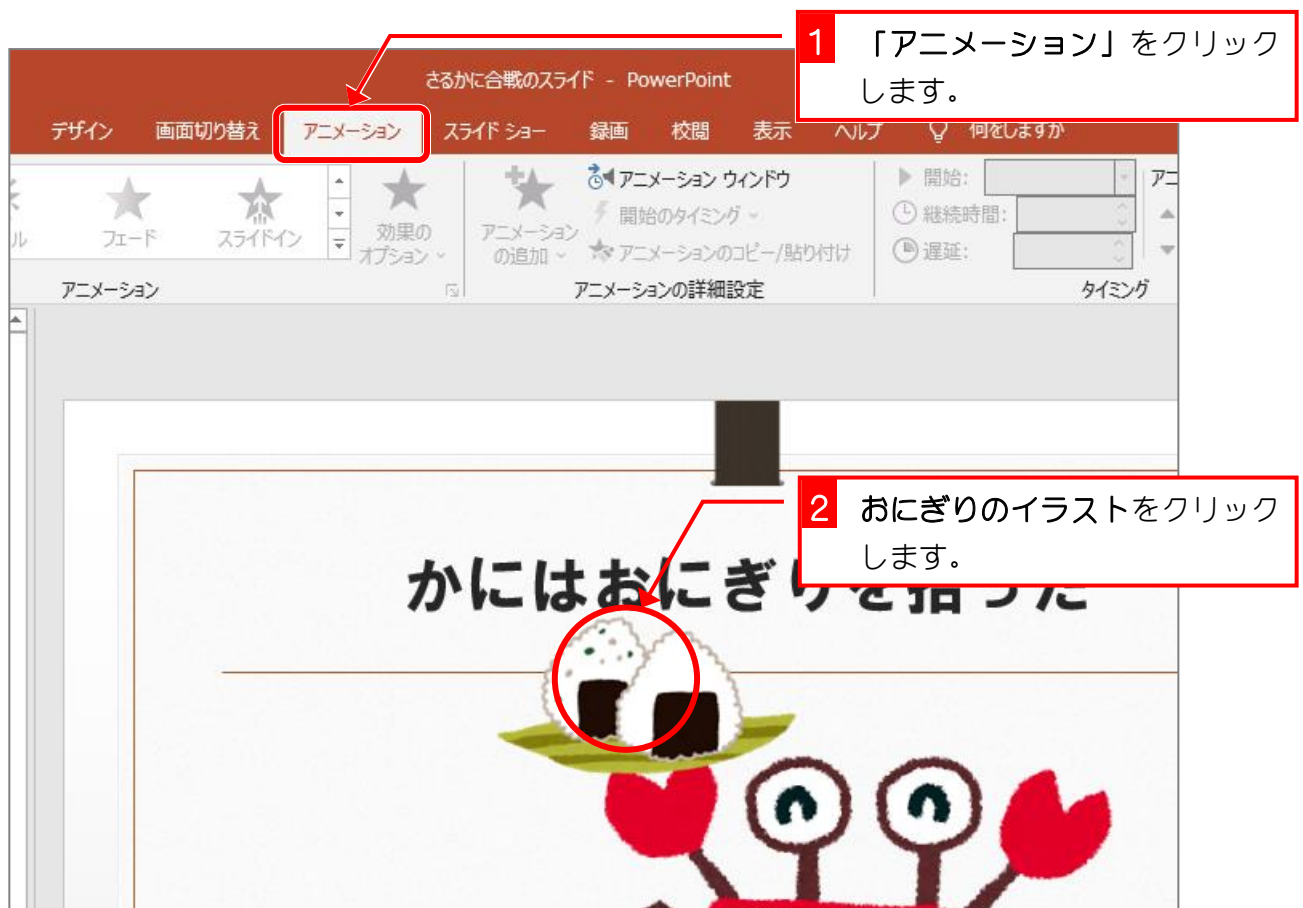 1 「アニメーション」をクリック
します。
さるかに合戦のスライド - PowerPoint
デザイン 画面切り替え アニメーション スライド ショー 録画 校閲 表示 ヘルプ 何をしますか
ル フェード スライドイン 効果の
オプション アニメーション
の追加 アニメーション ウィンドウ
開始のタイミング
アニメーションのコピー/貼り付け
開始:
継続時間:
遅延:
アニ
アニメーション アニメーションの詳細設定 タイミング
2 おにぎりのイラストをクリック
します。
かにはおにぎりを拾った